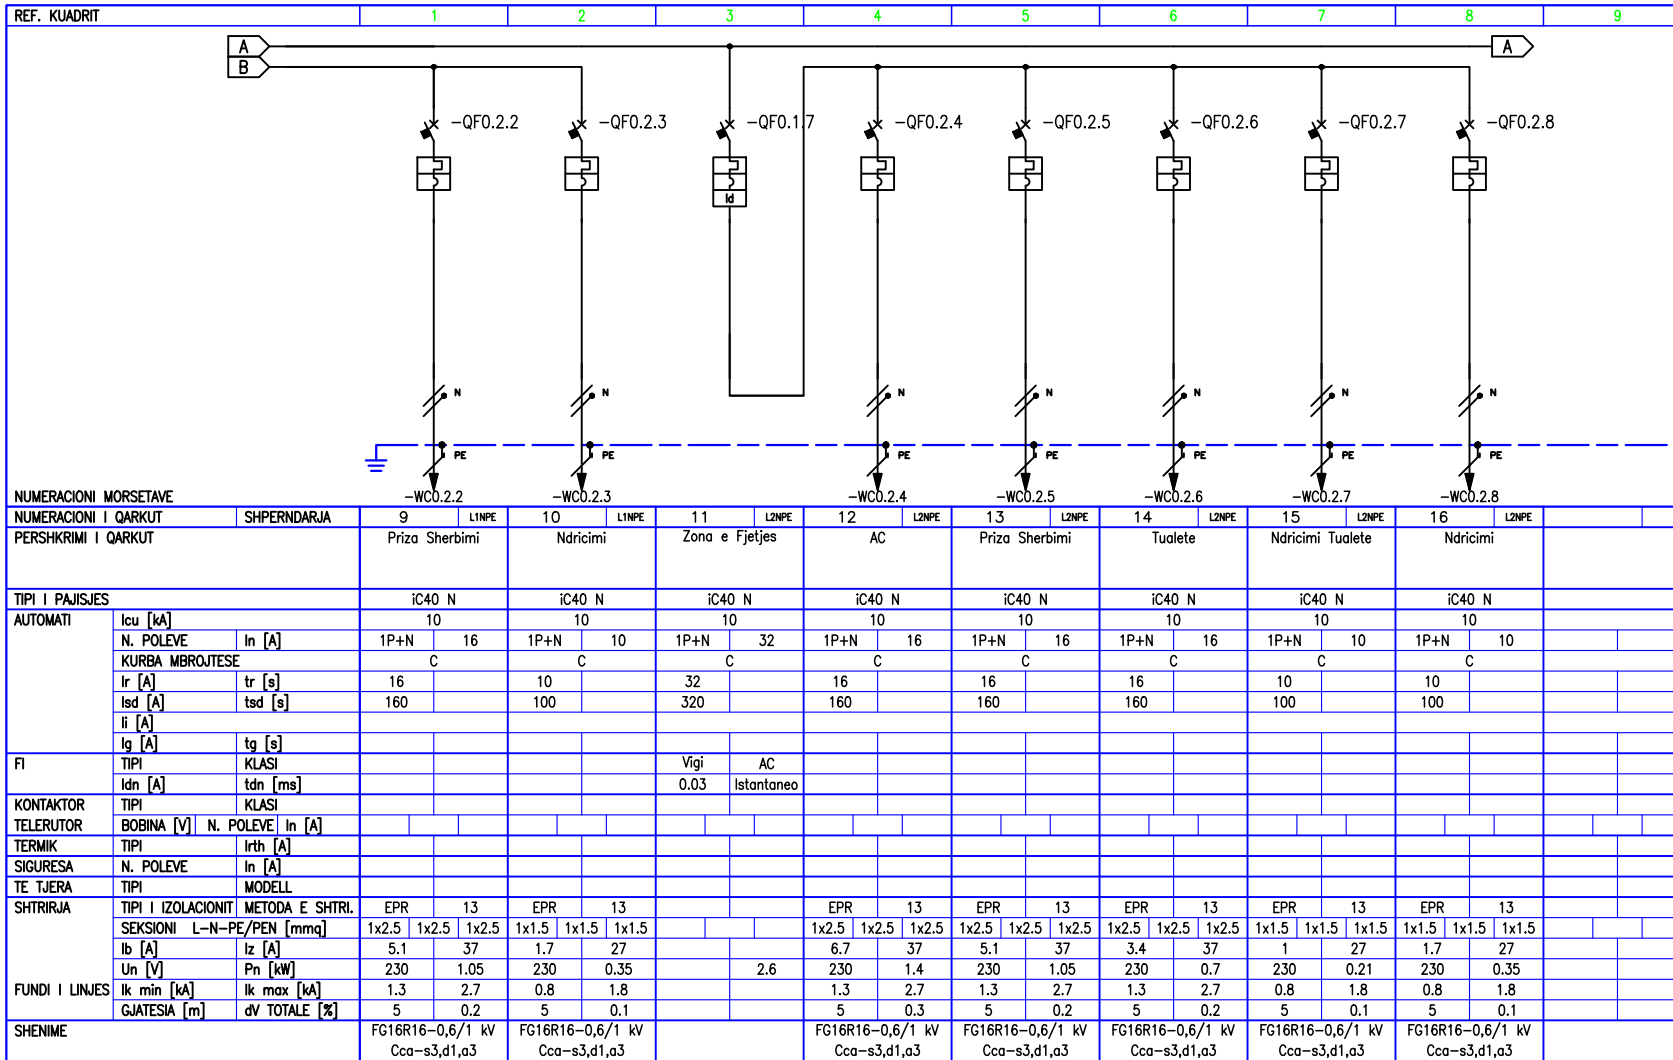 REF. KUADRIT 1 2 3 4 5 6 7 8 9
A A
B
-QF0.2.2 -QF0.2.3 -QF0.1.7 -QF0.2.4 -QF0.2.5 -QF0.2.6 -QF0.2.7 -QF0.2.8
Id
N N N N N N N
PE PE PE PE PE PE PE
NUMERACIONI MORSETAVE -WC0.2.2 -WC0.2.3 -WC0.2.4 -WC0.2.5 -WC0.2.6 -WC0.2.7 -WC0.2.8
NUMERACIONI I QARKUT SHPERNDARJA 9 L1NPE 10 L1NPE 11 L2NPE 12 L2NPE 13 L2NPE 14 L2NPE 15 L2NPE 16 L2NPE
PERSHKRIMI I QARKUT Priza Sherbimi Ndricimi Zona e Fjetjes AC Priza Sherbimi Tualete Ndricimi Tualete Ndricimi
TIPI I PAJISJES iC40 N iC40 N iC40 N iC40 N iC40 N iC40 N iC40 N iC40 N
AUTOMATI Icu [kA] 10 10 10 10 10 10 10 10
N. POLEVE In [A] 1P+N 16 1P+N 10 1P+N 32 1P+N 16 1P+N 16 1P+N 16 1P+N 10 1P+N 10
KURBA MBROJTESE C C C C C C C C
Ir [A] tr [s] 16 10 32 16 16 16 10 10
Isd [A] tsd [s] 160 100 320 160 160 160 100 100
Ii [A]
Ig [A] tg [s]
FI TIPI KLASI Vigi AC
Idn [A] tdn [ms] 0.03 Istantaneo
KONTAKTOR TIPI KLASI
TELERUTOR BOBINA [V] N. POLEVE In [A]
TERMIK TIPI Irth [A]
SIGURESA N. POLEVE In [A]
TE TJERA TIPI MODELL
SHTRIRJA TIPI I IZOLACIONIT METODA E SHTRI. EPR 13 EPR 13 EPR 13 EPR 13 EPR 13 EPR 13 EPR 13
SEKSIONI L-N-PE/PEN [mmq] 1x2.5 1x2.5 1x2.5 1x1.5 1x1.5 1x1.5 1x2.5 1x2.5 1x2.5 1x2.5 1x2.5 1x2.5 1x2.5 1x2.5 1x2.5 1x1.5 1x1.5 1x1.5 1x1.5 1x1.5 1x1.5
Ib [A] Iz [A] 5.1 37 1.7 27 6.7 37 5.1 37 3.4 37 1 27 1.7 27
Un [V] Pn [kW] 230 1.05 230 0.35 2.6 230 1.4 230 1.05 230 0.7 230 0.21 230 0.35
FUNDI I LINJES Ik min [kA] Ik max [kA] 1.3 2.7 0.8 1.8 1.3 2.7 1.3 2.7 1.3 2.7 0.8 1.8 0.8 1.8
GJATESIA [m] dV TOTALE [%] 5 0.2 5 0.1 5 0.3 5 0.2 5 0.2 5 0.1 5 0.1
SHENIME FG16R16-0,6/1 kV FG16R16-0,6/1 kV FG16R16-0,6/1 kV FG16R16-0,6/1 kV FG16R16-0,6/1 kV FG16R16-0,6/1 kV FG16R16-0,6/1 kV
Cca-s3,d1,a3 Cca-s3,d1,a3 Cca-s3,d1,a3 Cca-s3,d1,a3 Cca-s3,d1,a3 Cca-s3,d1,a3 Cca-s3,d1,a3